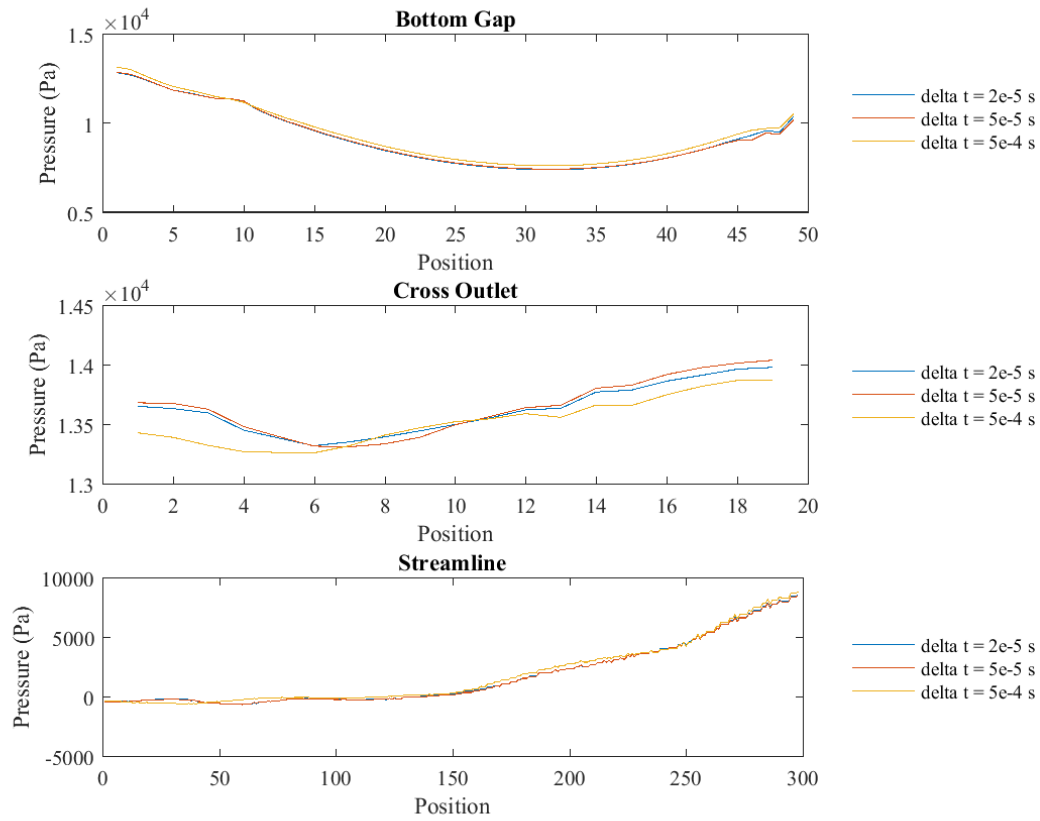 Bottom Gap
×10⁴
1.5
1
0.5
Pressure (Pa)
0 5 10 15 20 25 30 35 40 45 50
Position
delta t = 2e-5 s
delta t = 5e-5 s
delta t = 5e-4 s
Cross Outlet
×10⁴
1.45
1.4
1.35
1.3
Pressure (Pa)
0 2 4 6 8 10 12 14 16 18 20
Position
delta t = 2e-5 s
delta t = 5e-5 s
delta t = 5e-4 s
Streamline
10000
5000
0
-5000
Pressure (Pa)
0 50 100 150 200 250 300
Position
delta t = 2e-5 s
delta t = 5e-5 s
delta t = 5e-4 s